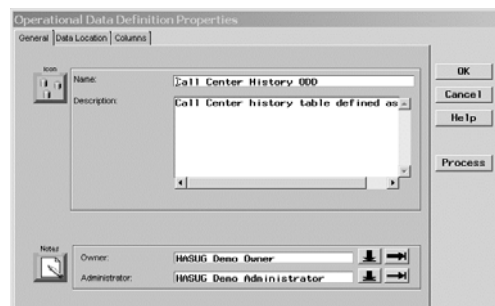 Operational Data Definition Properties
General Data Location Columns
Icon
Name:
Call Center History ODD
Description:
Call Center history table defined as
OK
Cancel
Help
Process
Notes
Owner:
HASUG Demo Owner
Administrator:
HASUG Demo Administrator